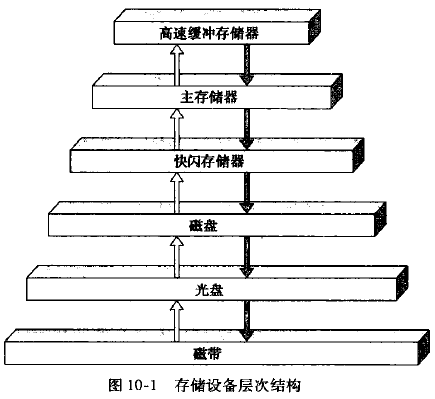 高速缓冲存储器
主存储器
快闪存储器
磁盘
光盘
磁带
图 10-1 存储设备层次结构